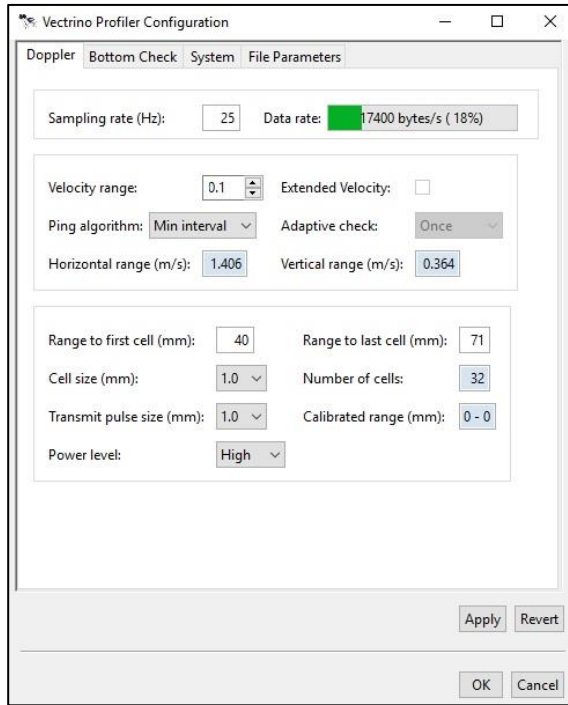 Vectrino Profiler Configuration
Doppler Bottom Check System File Parameters
Sampling rate (Hz): 25 Data rate: 17400 bytes/s ( 18%)
Velocity range: 0.1 Extended Velocity:
Ping algorithm: Min interval Adaptive check: Once
Horizontal range (m/s): 1.406 Vertical range (m/s): 0.364
Range to first cell (mm): 40 Range to last cell (mm): 71
Cell size (mm): 1.0 Number of cells: 32
Transmit pulse size (mm): 1.0 Calibrated range (mm): 0 - 0
Power level: High
Apply Revert
OK Cancel